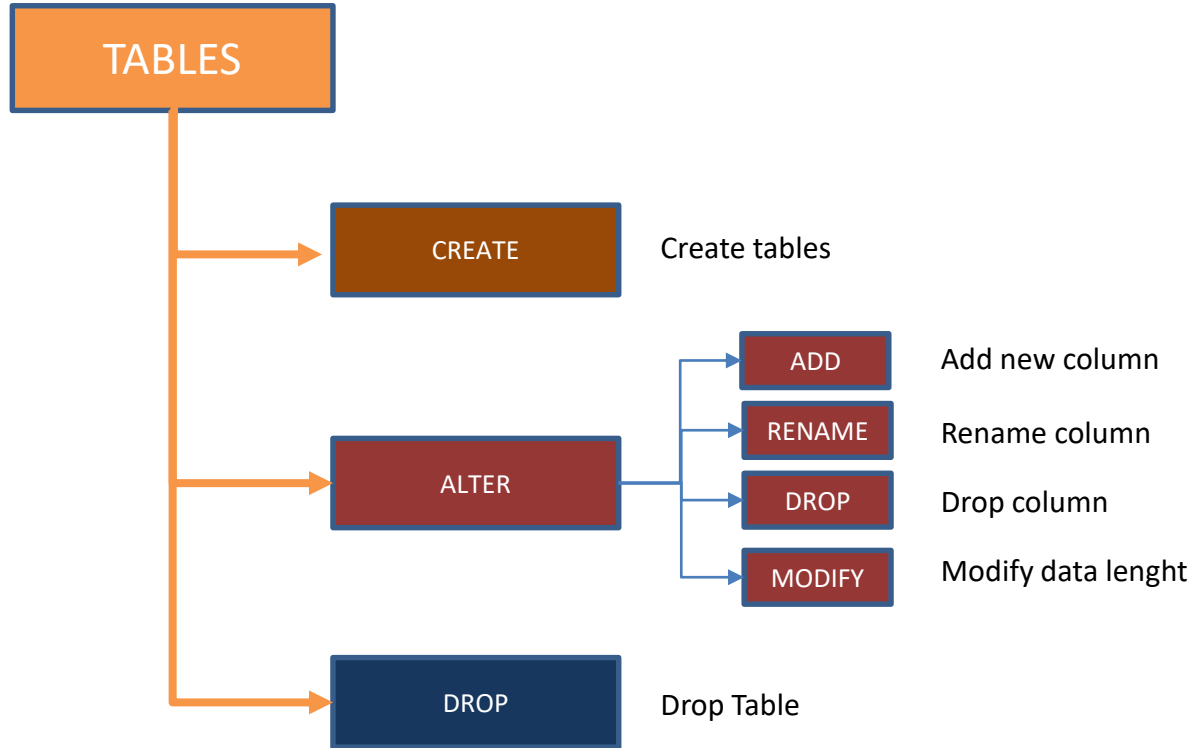 TABLES
CREATE
Create tables
ADD
Add new column
RENAME
Rename column
ALTER
DROP
Drop column
MODIFY
Modify data lenght
DROP
Drop Table